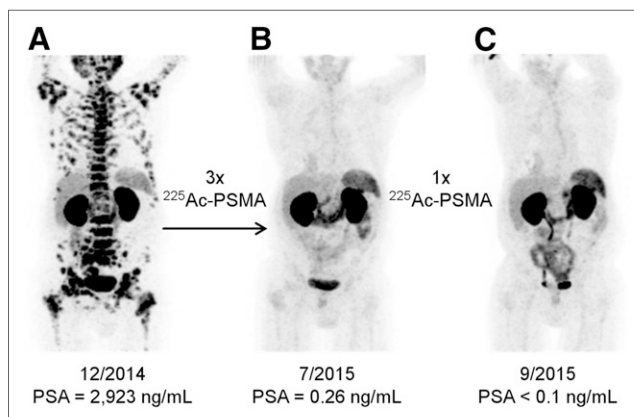 A
B
C
3x
²²⁵Ac-PSMA
1x
²²⁵Ac-PSMA
12/2014
PSA = 2,923 ng/mL
7/2015
PSA = 0.26 ng/mL
9/2015
PSA < 0.1 ng/mL